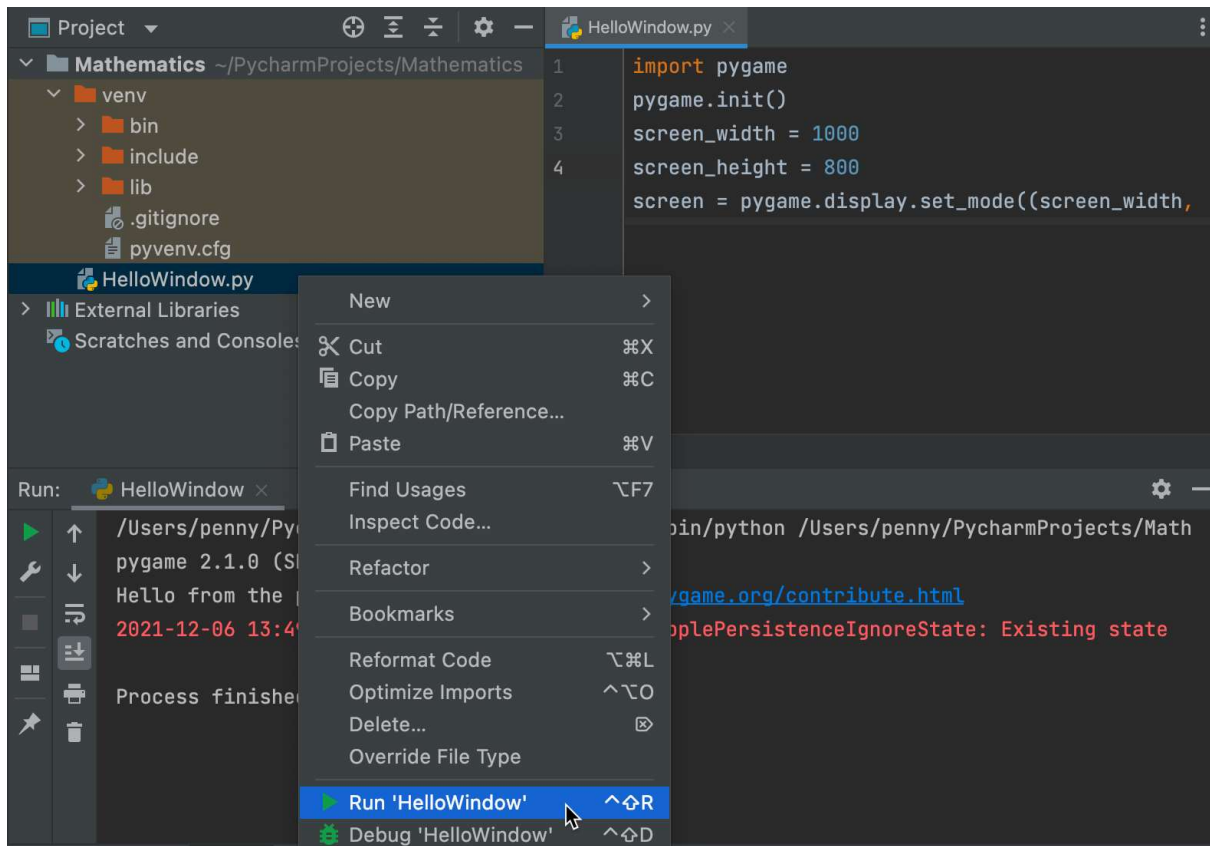 Project
Mathematics ~/PycharmProjects/Mathematics
venv
bin
include
lib
.gitignore
pyvenv.cfg
HelloWindow.py
External Libraries
Scratches and Consoles
HelloWindow.py
1 import pygame
2 pygame.init()
3 screen_width = 1000
4 screen_height = 800
screen = pygame.display.set_mode((screen_width,
New
Cut ⌘X
Copy ⌘C
Copy Path/Reference...
Paste ⌘V
Find Usages ⌥F7
Inspect Code...
Refactor
Bookmarks
Reformat Code ⌥⌘L
Optimize Imports ^⌥O
Delete... ⌦
Override File Type
Run 'HelloWindow' ^⇧R
Debug 'HelloWindow' ^⇧D
Run: HelloWindow
/Users/penny/Py bin/python /Users/penny/PycharmProjects/Math
pygame 2.1.0 (S
Hello from the ygame.org/contribute.html
2021-12-06 13:4 pplePersistenceIgnoreState: Existing state
Process finishe